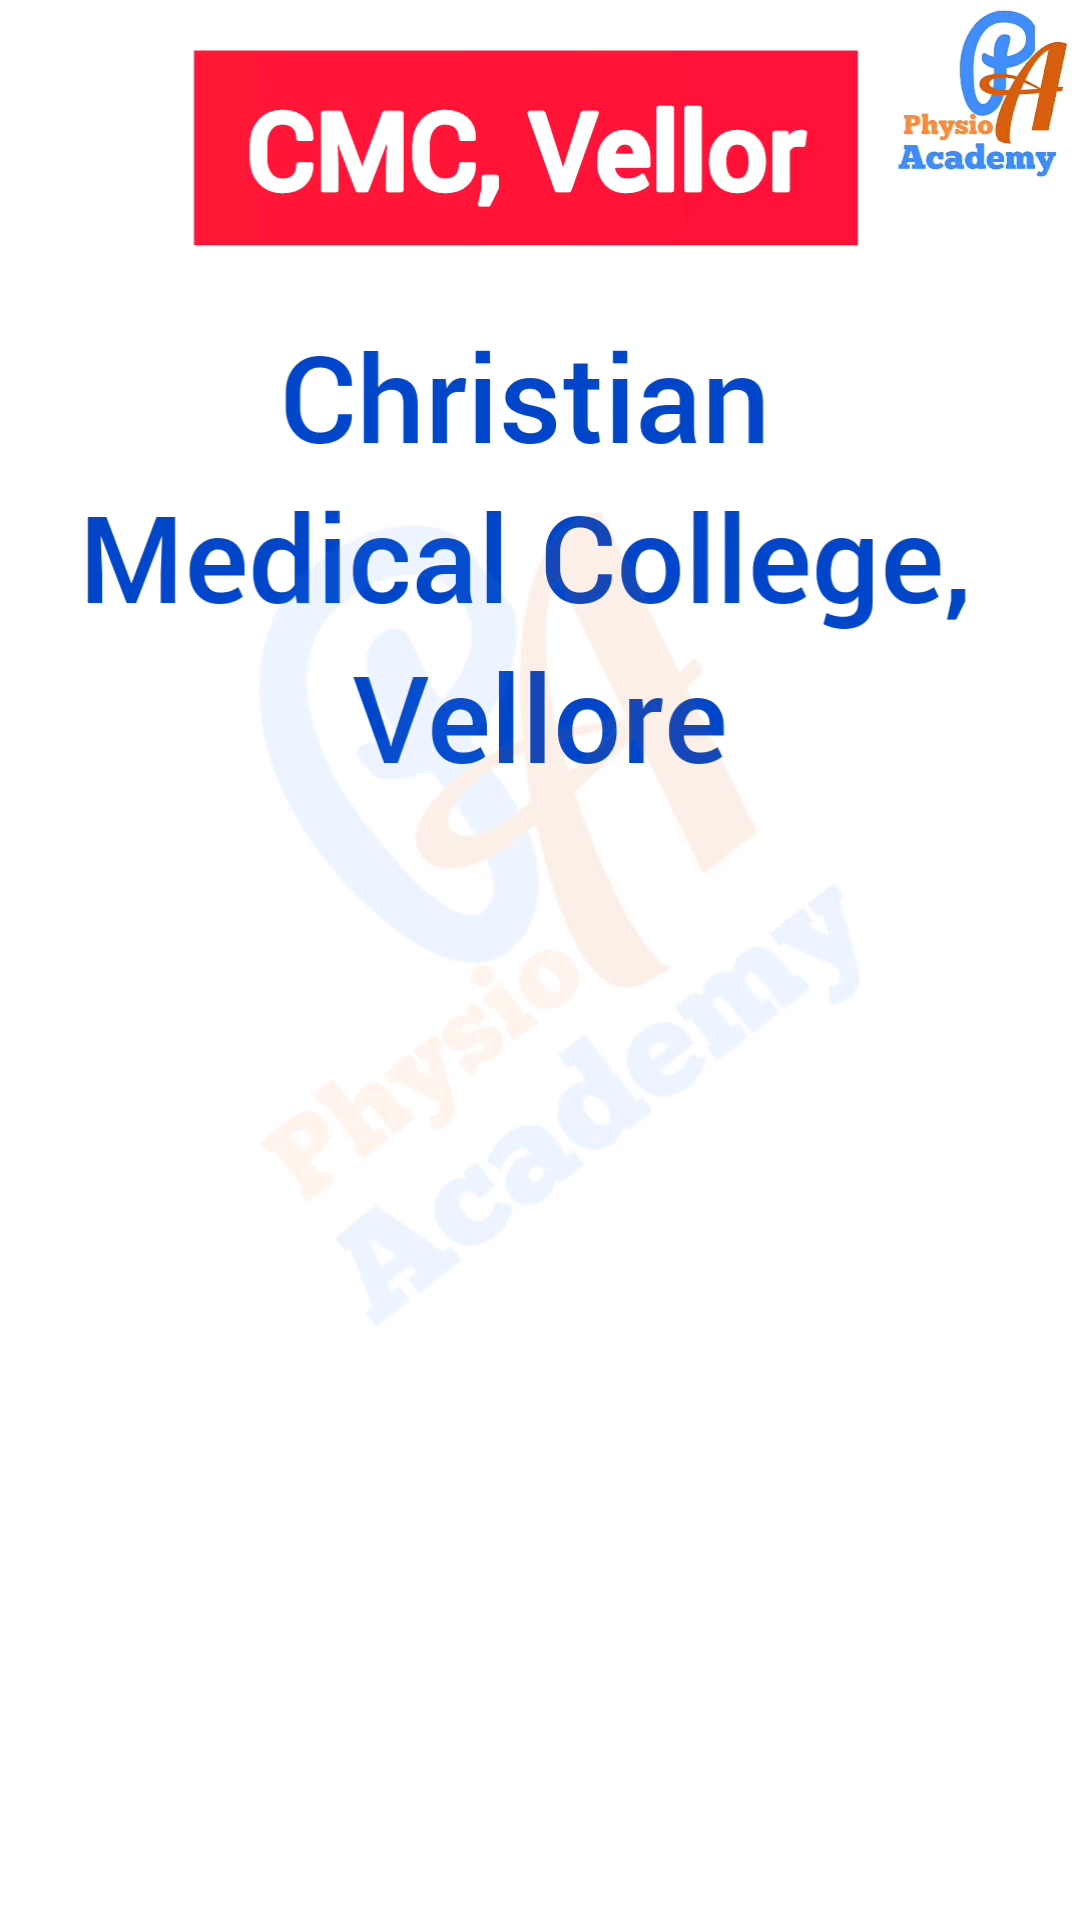 CMC, Vellor
Physio
Academy
Christian
Medical College,
Vellore
Physio
Academy